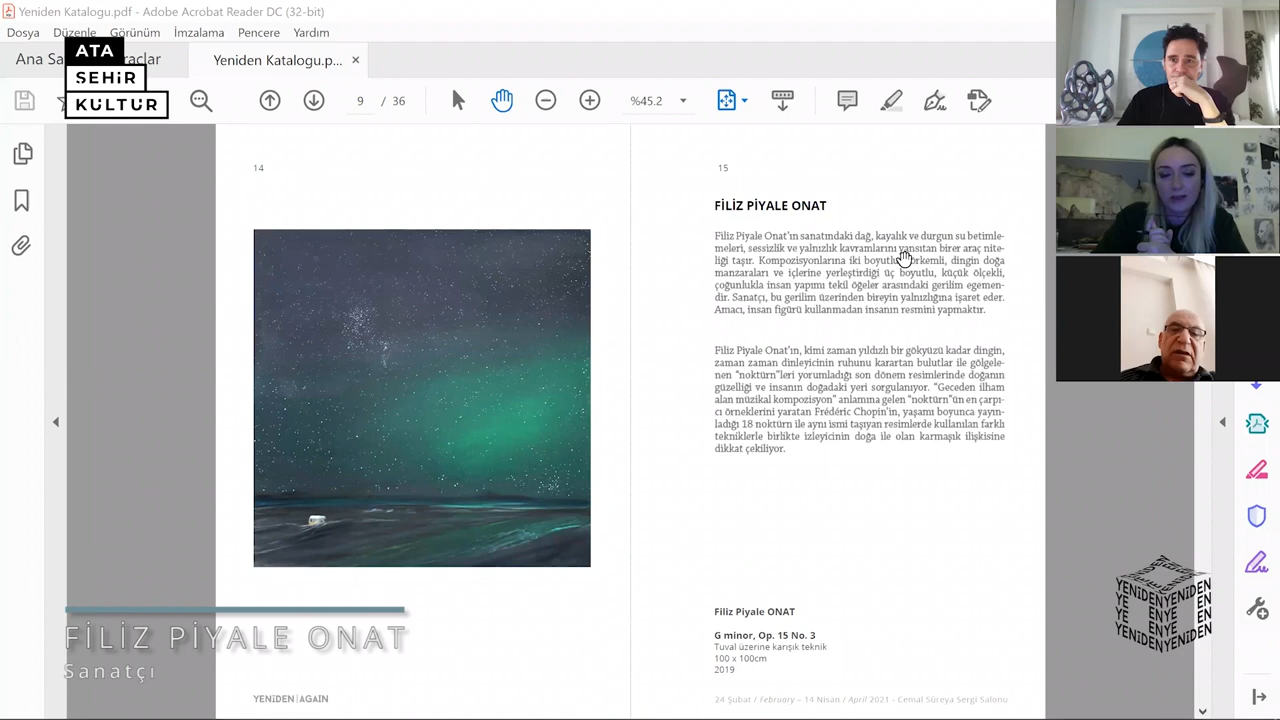 Yeniden Katalogu.pdf - Adobe Acrobat Reader DC (32-bit)
Dosya Düzenle Görünüm İmzalama Pencere Yardım
Ana Sa
Yeniden Katalogu.p...
ATA
ŞEHİR
KÜLTÜR
9 / 36
%45.2
14
15
FİLİZ PİYALE ONAT
Filiz Piyale Onat'ın sanatındaki dağ, kayalık ve durgun su betimle-
meleri, sessizlik ve yalnızlık kavramlarını yansıtan birer araç nite-
liği taşır. Kompozisyonlarına iki boyutlu, dingin doğa
manzaraları ve içlerine yerleştirdiği üç boyutlu, küçük ölçekli,
çoğunlukla insan yapımı tekil öğeler arasındaki gerilim egemen-
dir. Sanatçı, bu gerilim üzerinden bireyin yalnızlığına işaret eder.
Amacı, insan figürü kullanmadan insanın resmini yapmaktır.
Filiz Piyale Onat'ın, kimi zaman yıldızlı bir gökyüzü kadar dingin,
zaman zaman dinleyicinin ruhunu karartan bulutlar ile gölgele-
nen "noktürn"leri yorumladığı son dönem resimlerinde doğanın
güzelliği ve insanın doğadaki yeri sorgulanıyor. "Geceden ilham
alan müzikal kompozisyon" anlamına gelen "noktürn"ün en çarpı-
cı örneklerini yaratan Frédéric Chopin'in, yaşamı boyunca yayın-
ladığı 18 noktürn ile aynı ismi taşıyan resimlerde kullanılan farklı
tekniklerle birlikte izleyicinin doğa ile olan karmaşık ilişkisine
dikkat çekiliyor.
Filiz Piyale ONAT
G minor, Op. 15 No. 3
Tuval üzerine karışık teknik
100 x 100cm
2019
FİLİZ PİYALE ONAT
Sanatçı
YENİDEN | AGAIN
24 Şubat / February – 14 Nisan / April 2021 - Cemal Süreya Sergi Salonu
YENİDEN